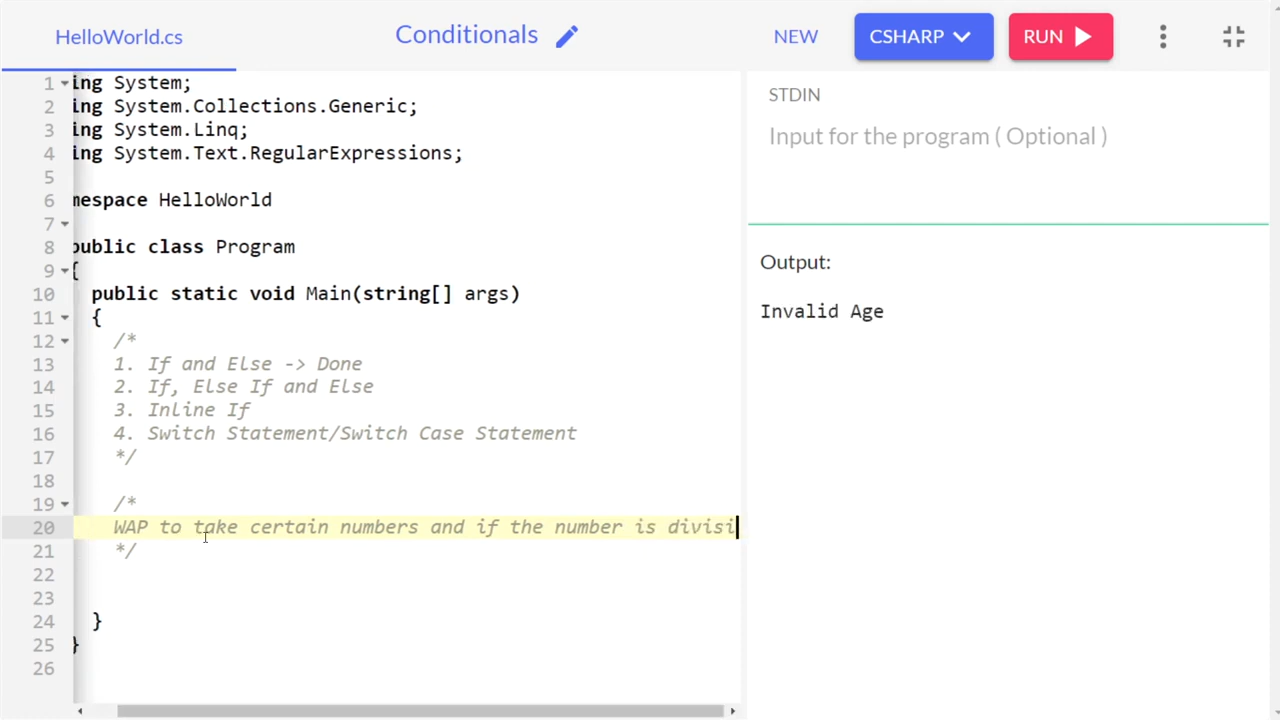 HelloWorld.cs
Conditionals
NEW
CSHARP
RUN
1 ing System;
2 ing System.Collections.Generic;
3 ing System.Linq;
4 ing System.Text.RegularExpressions;
5
6 mespace HelloWorld
7
8 public class Program
9 {
10 public static void Main(string[] args)
11 {
12 /*
13 1. If and Else -> Done
14 2. If, Else If and Else
15 3. Inline If
16 4. Switch Statement/Switch Case Statement
17 */
18
19 /*
20 WAP to take certain numbers and if the number is divisi
21 */
22
23
24 }
25 }
26
STDIN
Input for the program ( Optional )
Output:
Invalid Age